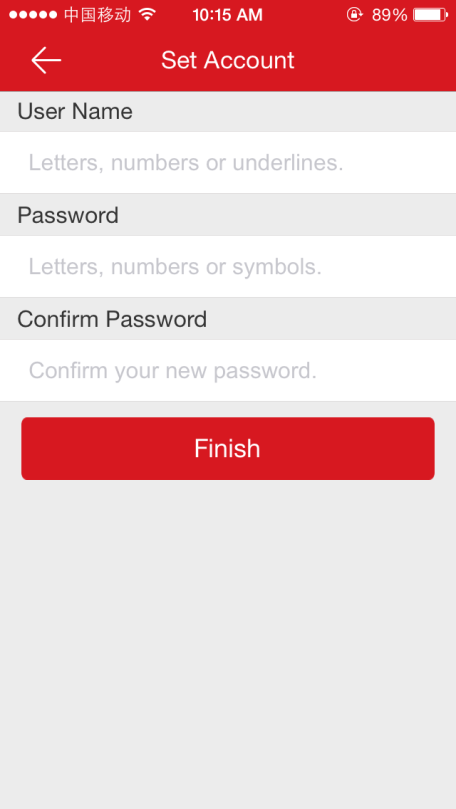 中国移动 10:15 AM 89%
Set Account
User Name
Letters, numbers or underlines.
Password
Letters, numbers or symbols.
Confirm Password
Confirm your new password.
Finish